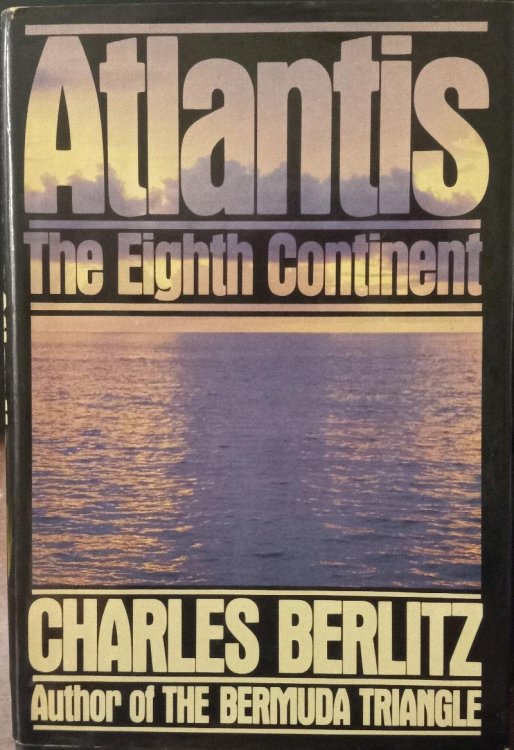 Atlantis
The Eighth Continent
CHARLES BERLITZ
Author of THE BERMUDA TRIANGLE